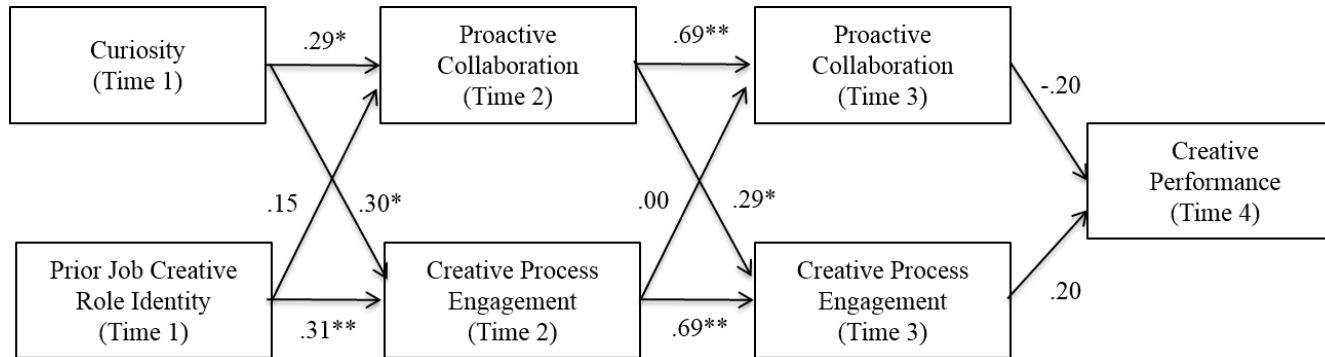 Curiosity
(Time 1)
.29*
Proactive
Collaboration
(Time 2)
.69**
Proactive
Collaboration
(Time 3)
-.20
Creative
Performance
(Time 4)
.15
.30*
.00
.29*
Prior Job Creative
Role Identity
(Time 1)
.31**
Creative Process
Engagement
(Time 2)
.69**
Creative Process
Engagement
(Time 3)
.20